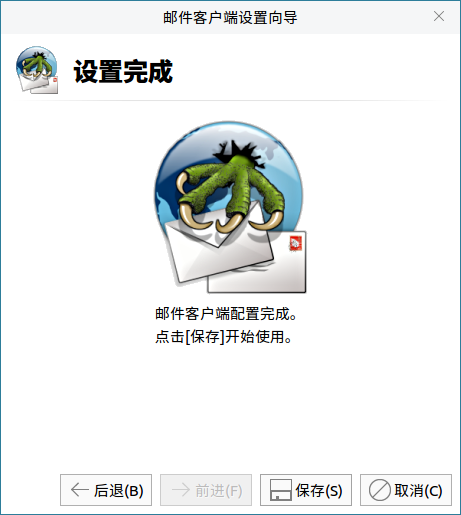 邮件客户端设置向导
设置完成
邮件客户端配置完成。
点击[保存]开始使用。
后退(B)
前进(F)
保存(S)
取消(C)